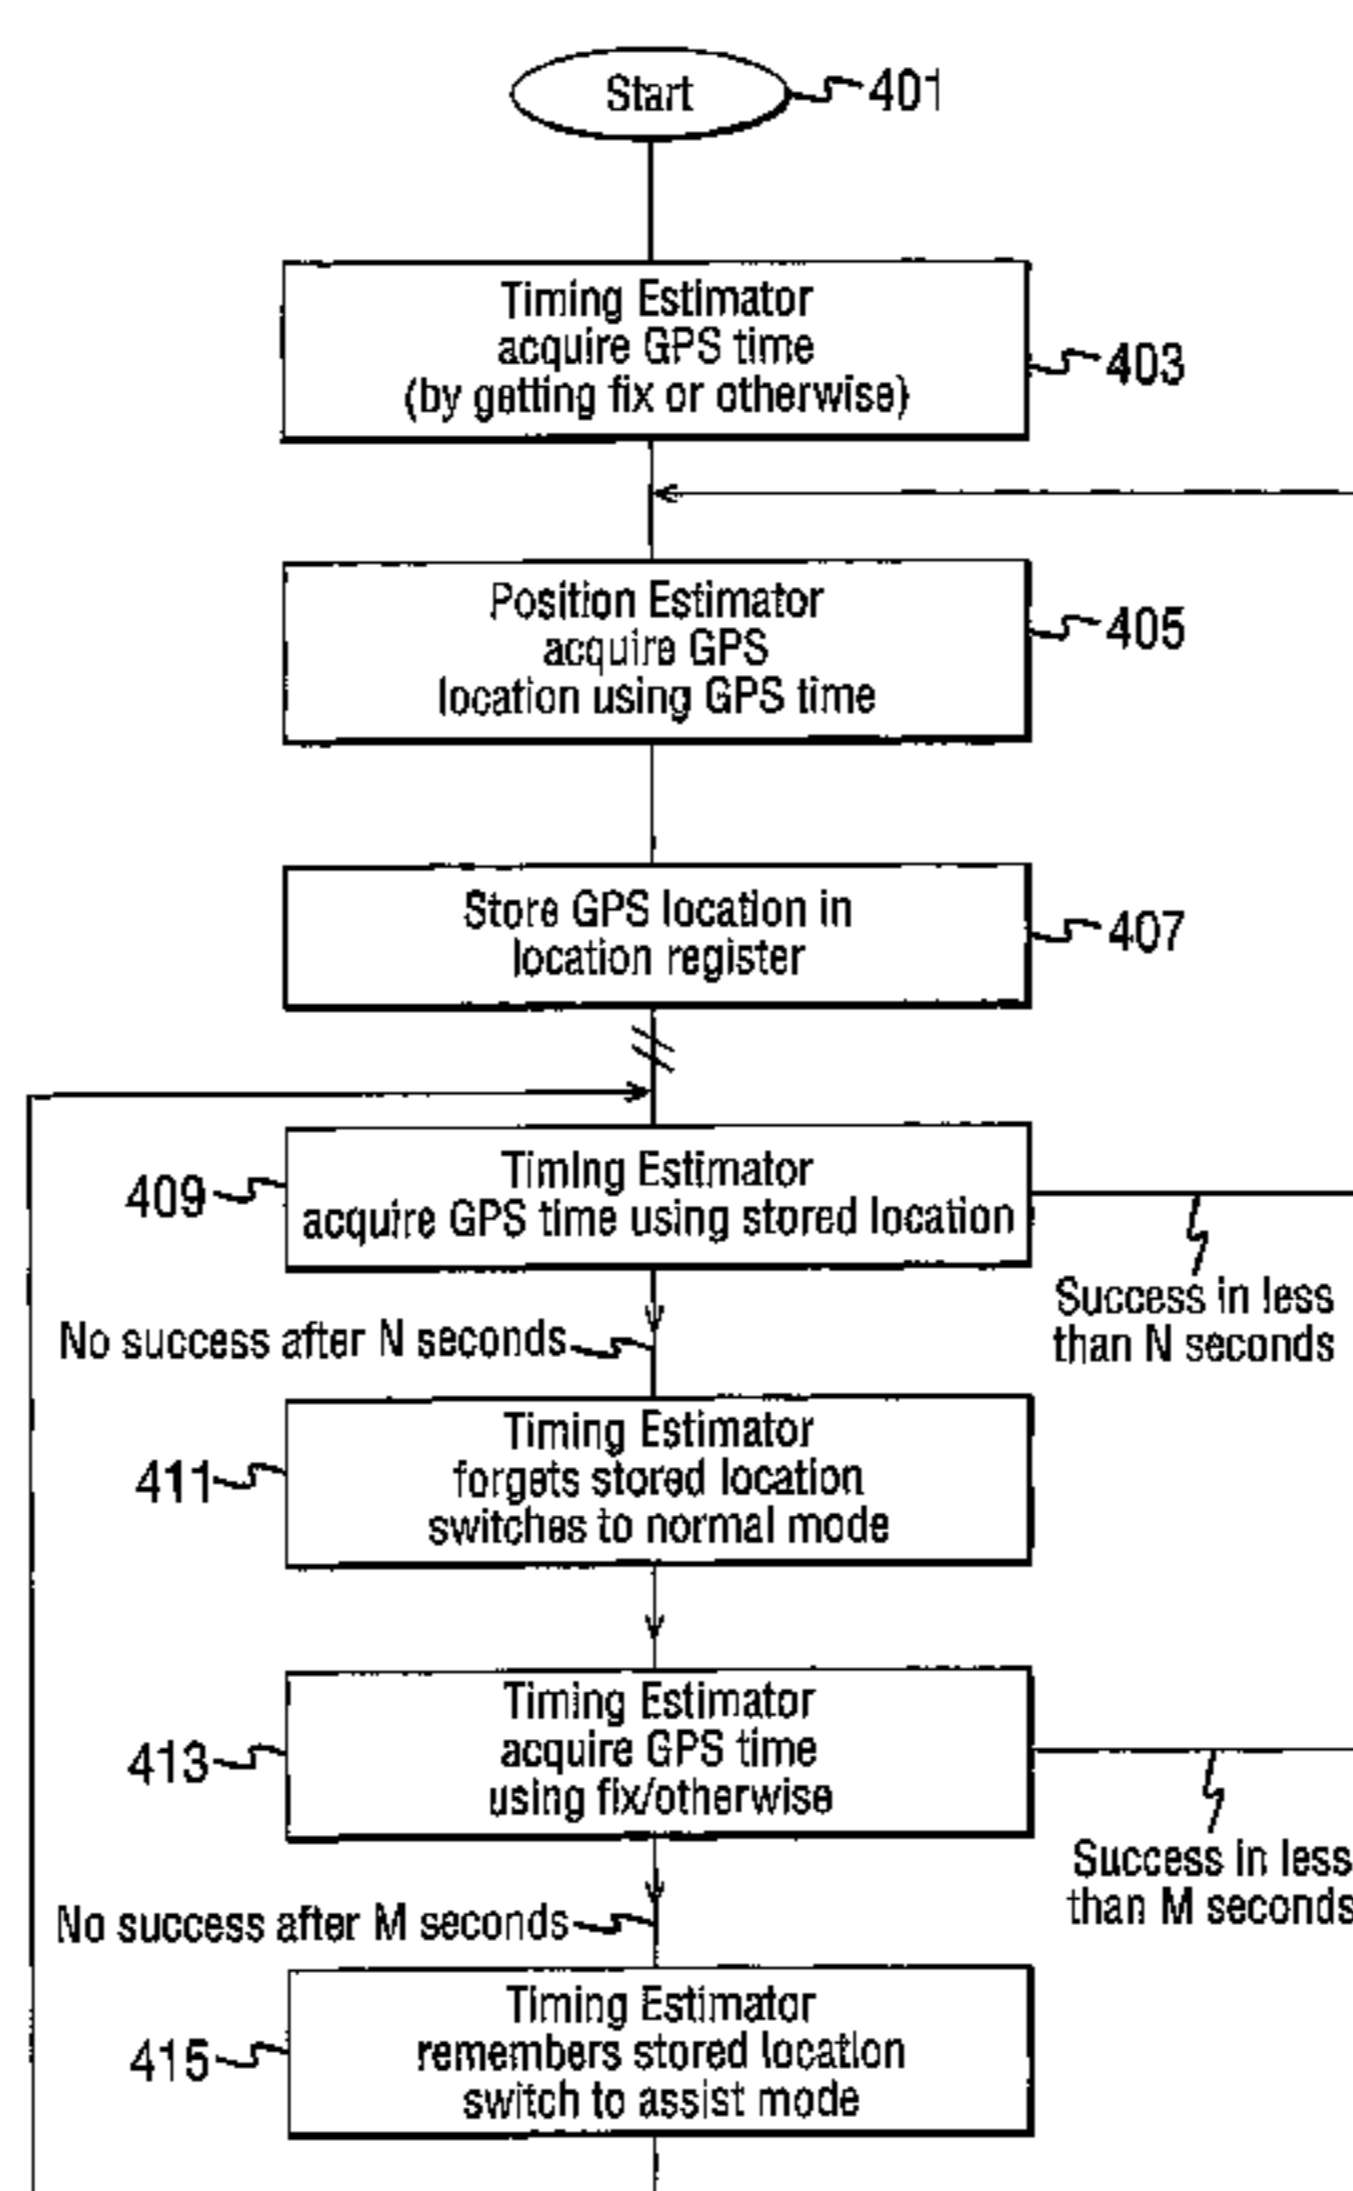 Start
401
Timing Estimator
acquire GPS time
(by getting fix or otherwise)
403
Position Estimator
acquire GPS
location using GPS time
405
Store GPS location in
location register
407
409
Timing Estimator
acquire GPS time using stored location
Success in less
than N seconds
No success after N seconds
411
Timing Estimator
forgets stored location
switches to normal mode
413
Timing Estimator
acquire GPS time
using fix/otherwise
Success in less
than M seconds
No success after M seconds
415
Timing Estimator
remembers stored location
switch to assist mode